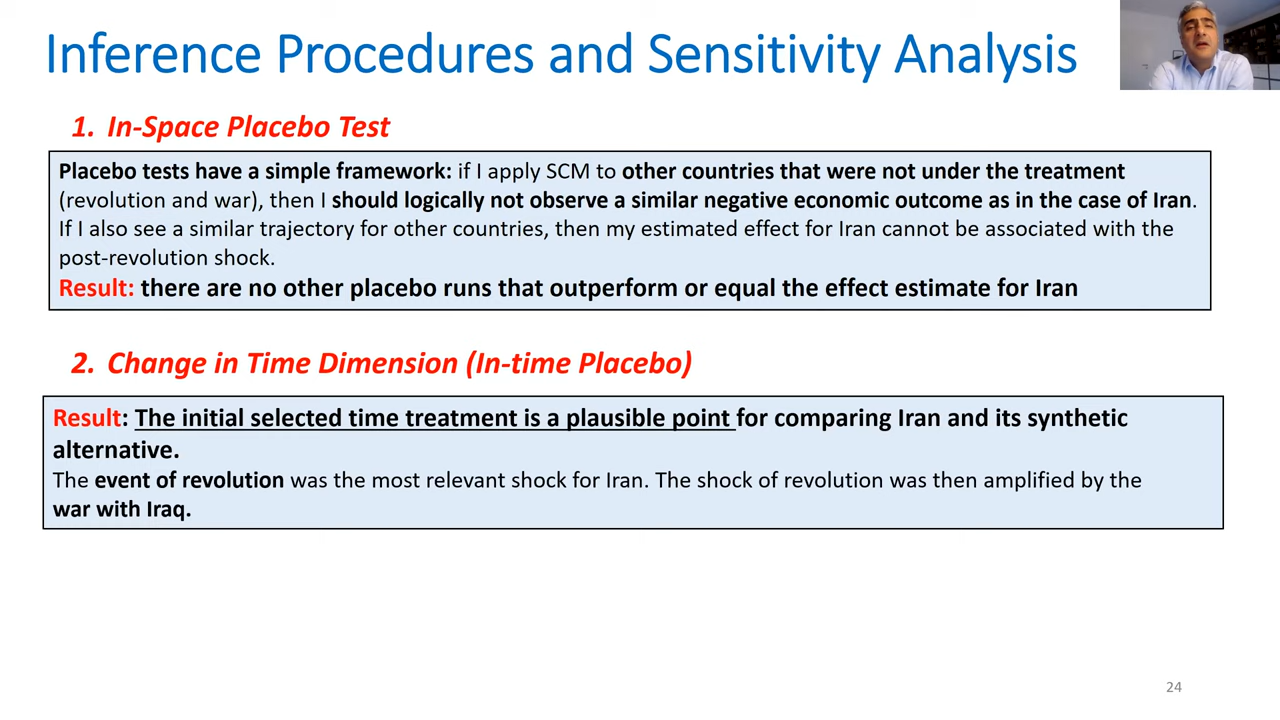 Inference Procedures and Sensitivity Analysis
1. In-Space Placebo Test
Placebo tests have a simple framework: if I apply SCM to other countries that were not under the treatment
(revolution and war), then I should logically not observe a similar negative economic outcome as in the case of Iran.
If I also see a similar trajectory for other countries, then my estimated effect for Iran cannot be associated with the
post-revolution shock.
Result: there are no other placebo runs that outperform or equal the effect estimate for Iran
2. Change in Time Dimension (In-time Placebo)
Result: The initial selected time treatment is a plausible point for comparing Iran and its synthetic
alternative.
The event of revolution was the most relevant shock for Iran. The shock of revolution was then amplified by the
war with Iraq.
24